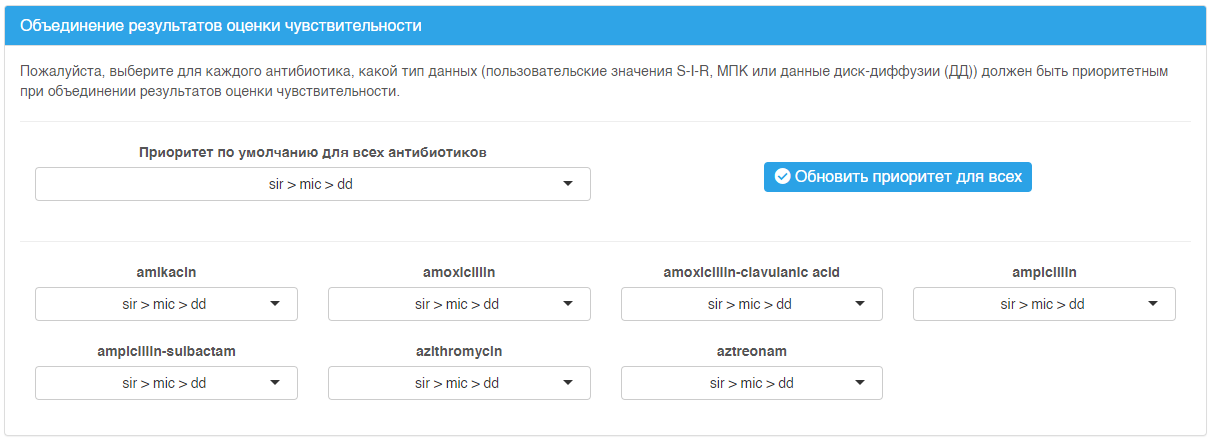 Объединение результатов оценки чувствительности
Пожалуйста, выберите для каждого антибиотика, какой тип данных (пользовательские значения S-I-R, МПК или данные диск-диффузии (ДД)) должен быть приоритетным
при объединении результатов оценки чувствительности.
Приоритет по умолчанию для всех антибиотиков
sir > mic > dd
Обновить приоритет для всех
amikacin
amoxicillin
amoxicillin-clavulanic acid
ampicillin
sir > mic > dd
sir > mic > dd
sir > mic > dd
sir > mic > dd
ampicillin-sulbactam
azithromycin
aztreonam
sir > mic > dd
sir > mic > dd
sir > mic > dd